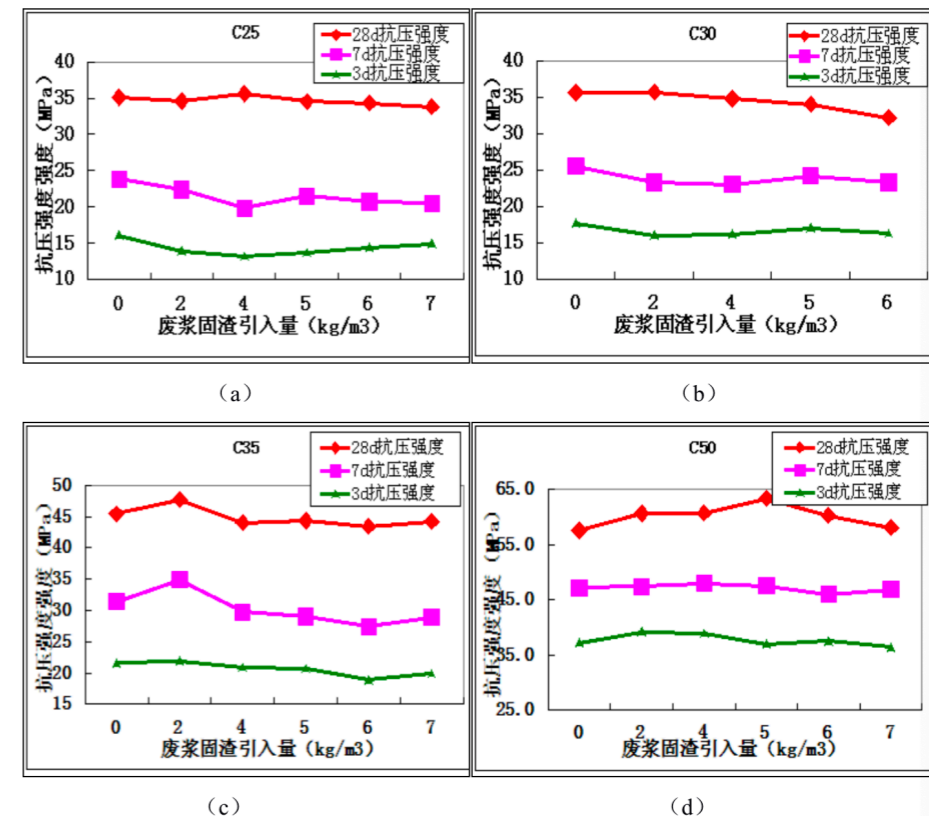 C25
28d抗压强度
7d抗压强度
3d抗压强度
抗压强度强度（MPa）
40
35
30
25
20
15
10
0 2 4 5 6 7
废浆固渣引入量（kg/m3）
（a）
C30
28d抗压强度
7d抗压强度
3d抗压强度
抗压强度强度（MPa）
40
35
30
25
20
15
10
0 2 4 5 6
废浆固渣引入量（kg/m3）
（b）
C35
28d抗压强度
7d抗压强度
3d抗压强度
抗压强度强度（MPa）
50
45
40
35
30
25
20
15
0 2 4 5 6 7
废浆固渣引入量（kg/m3）
（c）
C50
28d抗压强度
7d抗压强度
3d抗压强度
抗压强度强度（MPa）
65.0
55.0
45.0
35.0
25.0
0 2 4 5 6 7
废浆固渣引入量（kg/m3）
（d）